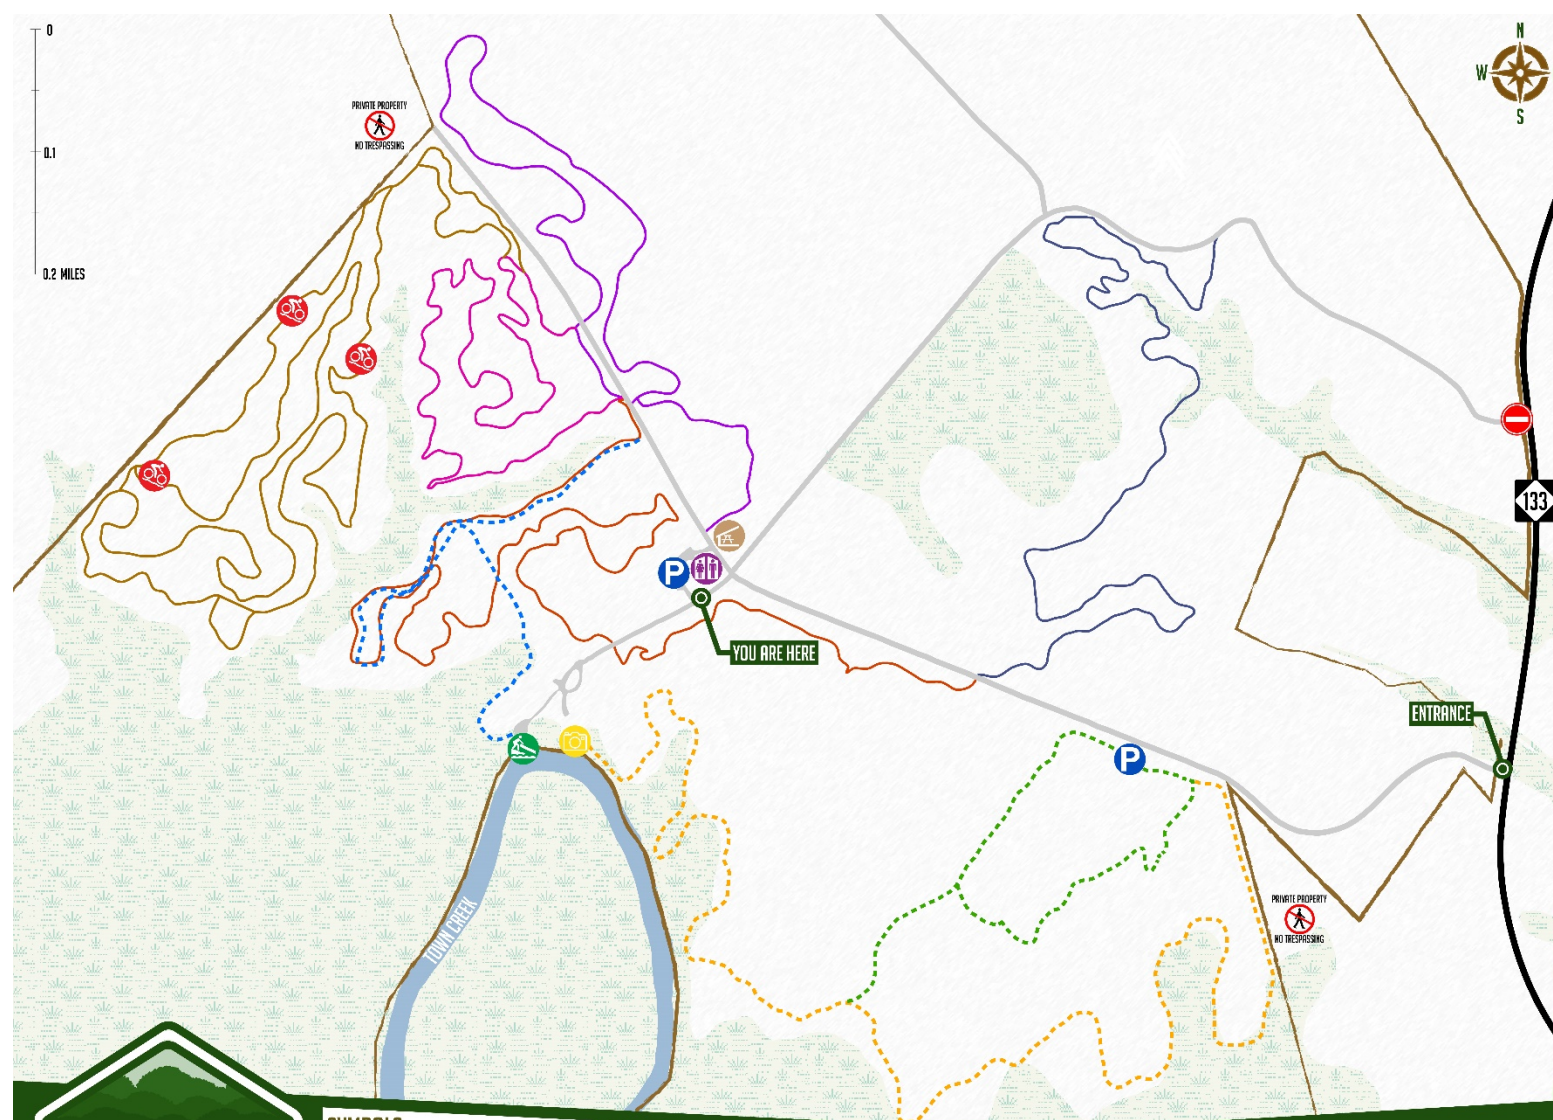 0
N
W
S
PRIVATE PROPERTY
NO TRESPASSING
0.1
0.2 MILES
133
P
YOU ARE HERE
ENTRANCE
P
TOWN CREEK
PRIVATE PROPERTY
NO TRESPASSING
SYMBOLS